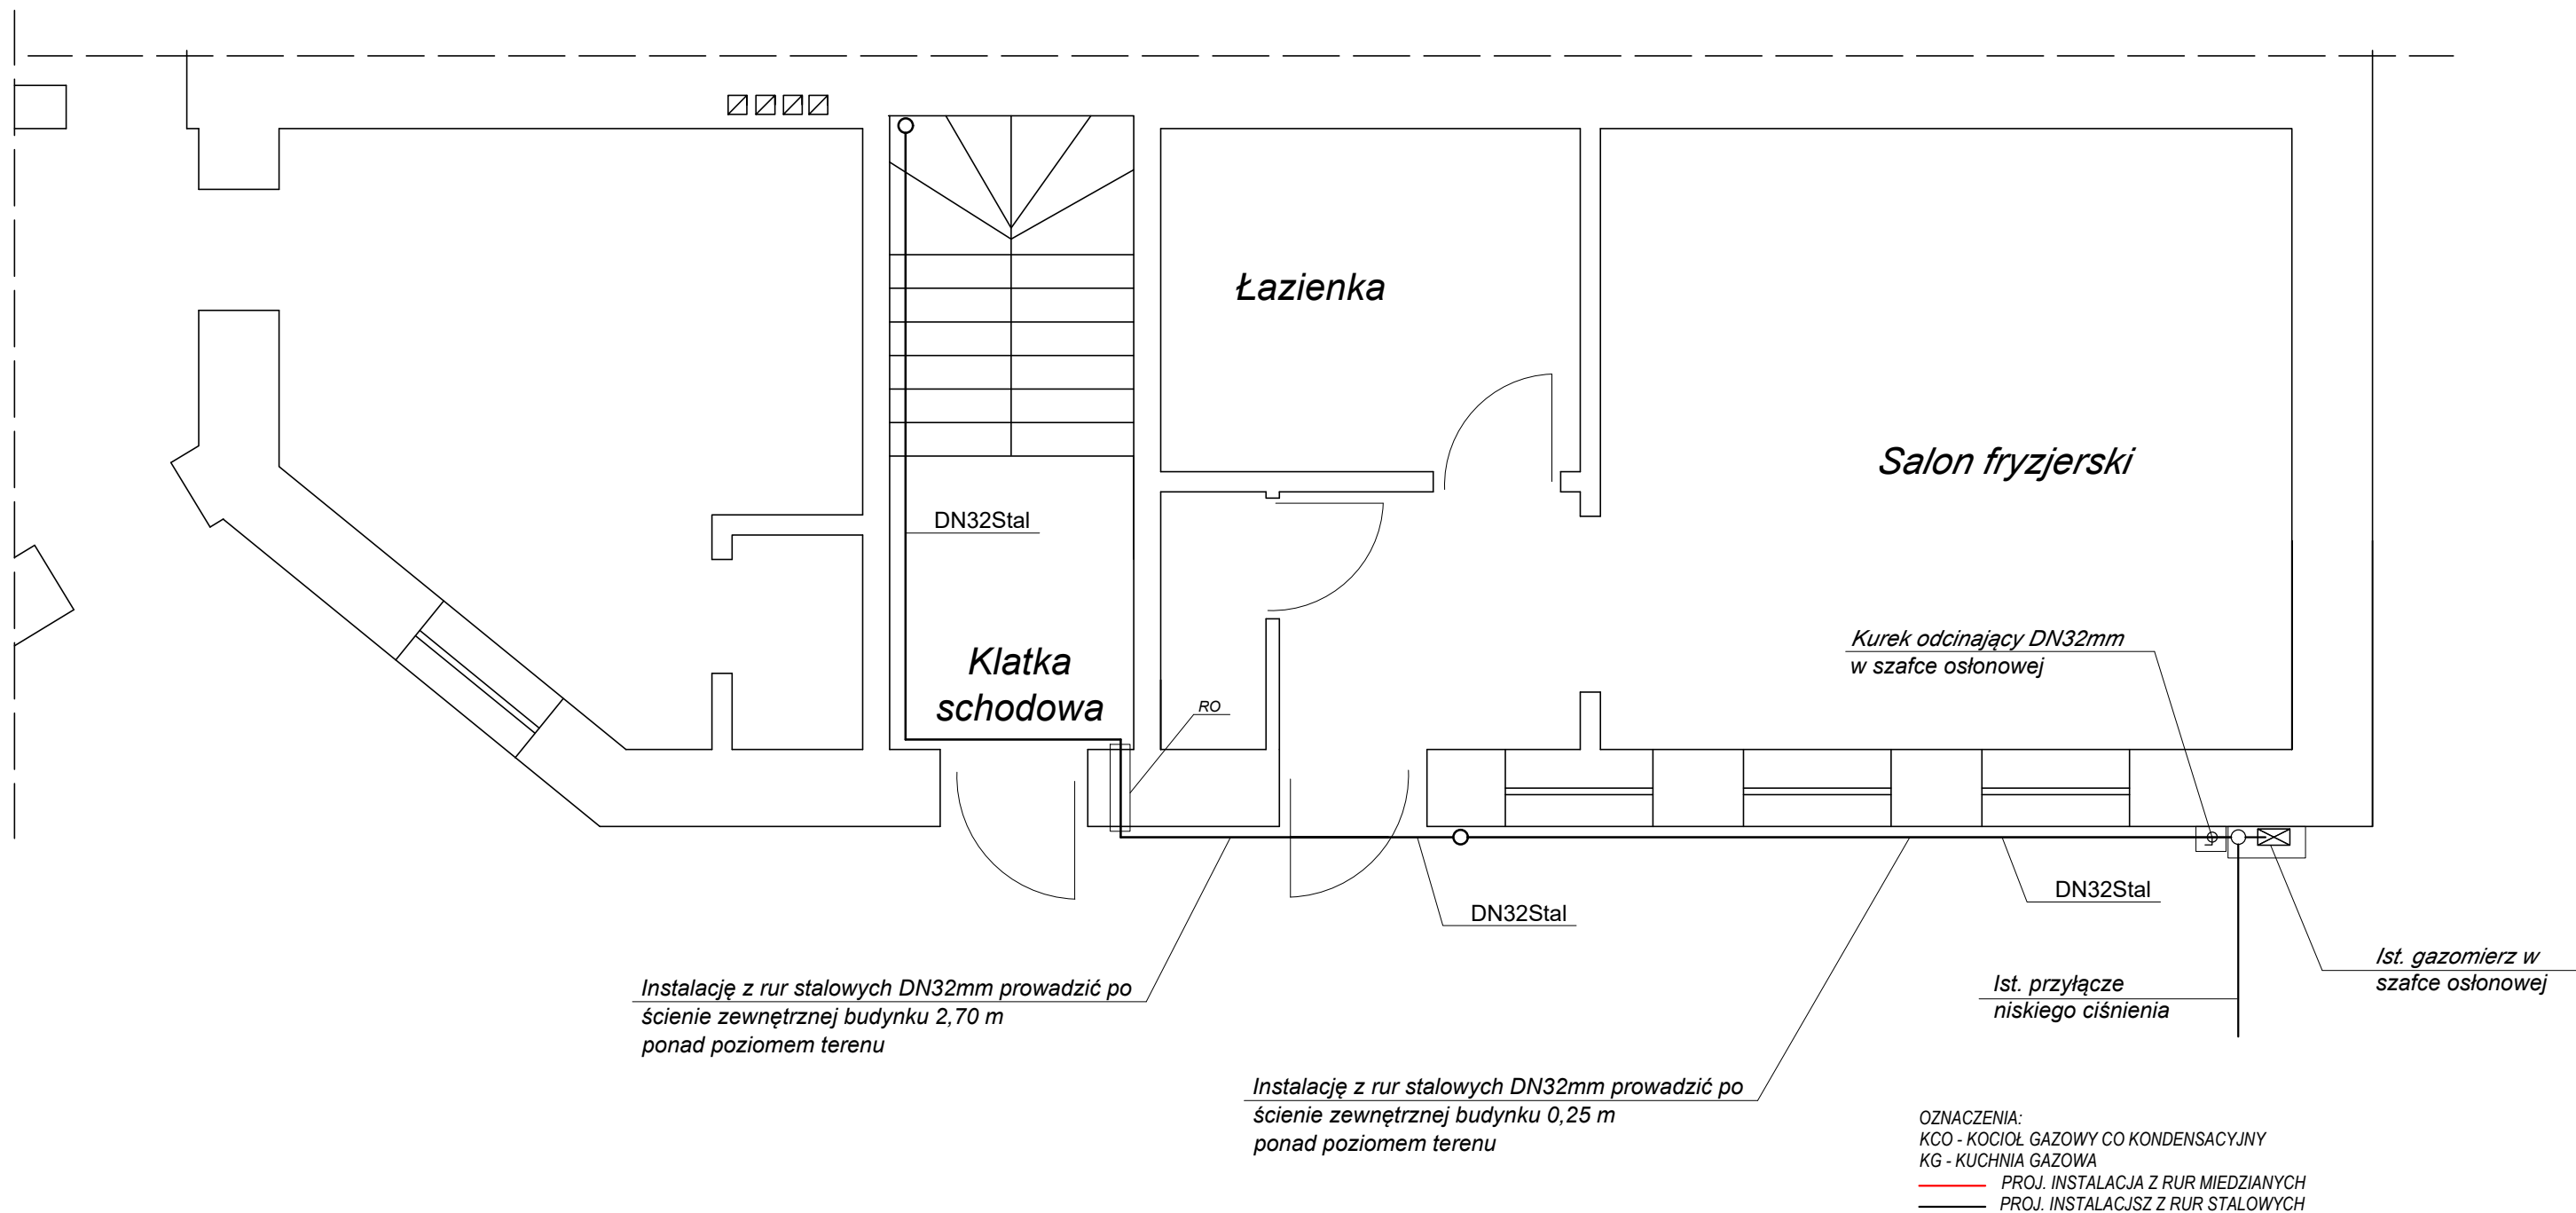 Łazienka
Salon fryzjerski
DN32Stal
Klatka
schodowa
RO
Kurek odcinający DN32mm
w szafce osłonowej
DN32Stal
DN32Stal
Instalację z rur stalowych DN32mm prowadzić po
ścienie zewnętrznej budynku 2,70 m
ponad poziomem terenu
Ist. przyłącze
niskiego ciśnienia
Ist. gazomierz w
szafce osłonowej
Instalację z rur stalowych DN32mm prowadzić po
ścienie zewnętrznej budynku 0,25 m
ponad poziomem terenu
OZNACZENIA:
KCO - KOCIOŁ GAZOWY CO KONDENSACYJNY
KG - KUCHNIA GAZOWA
PROJ. INSTALACJA Z RUR MIEDZIANYCH
PROJ. INSTALACJSZ Z RUR STALOWYCH